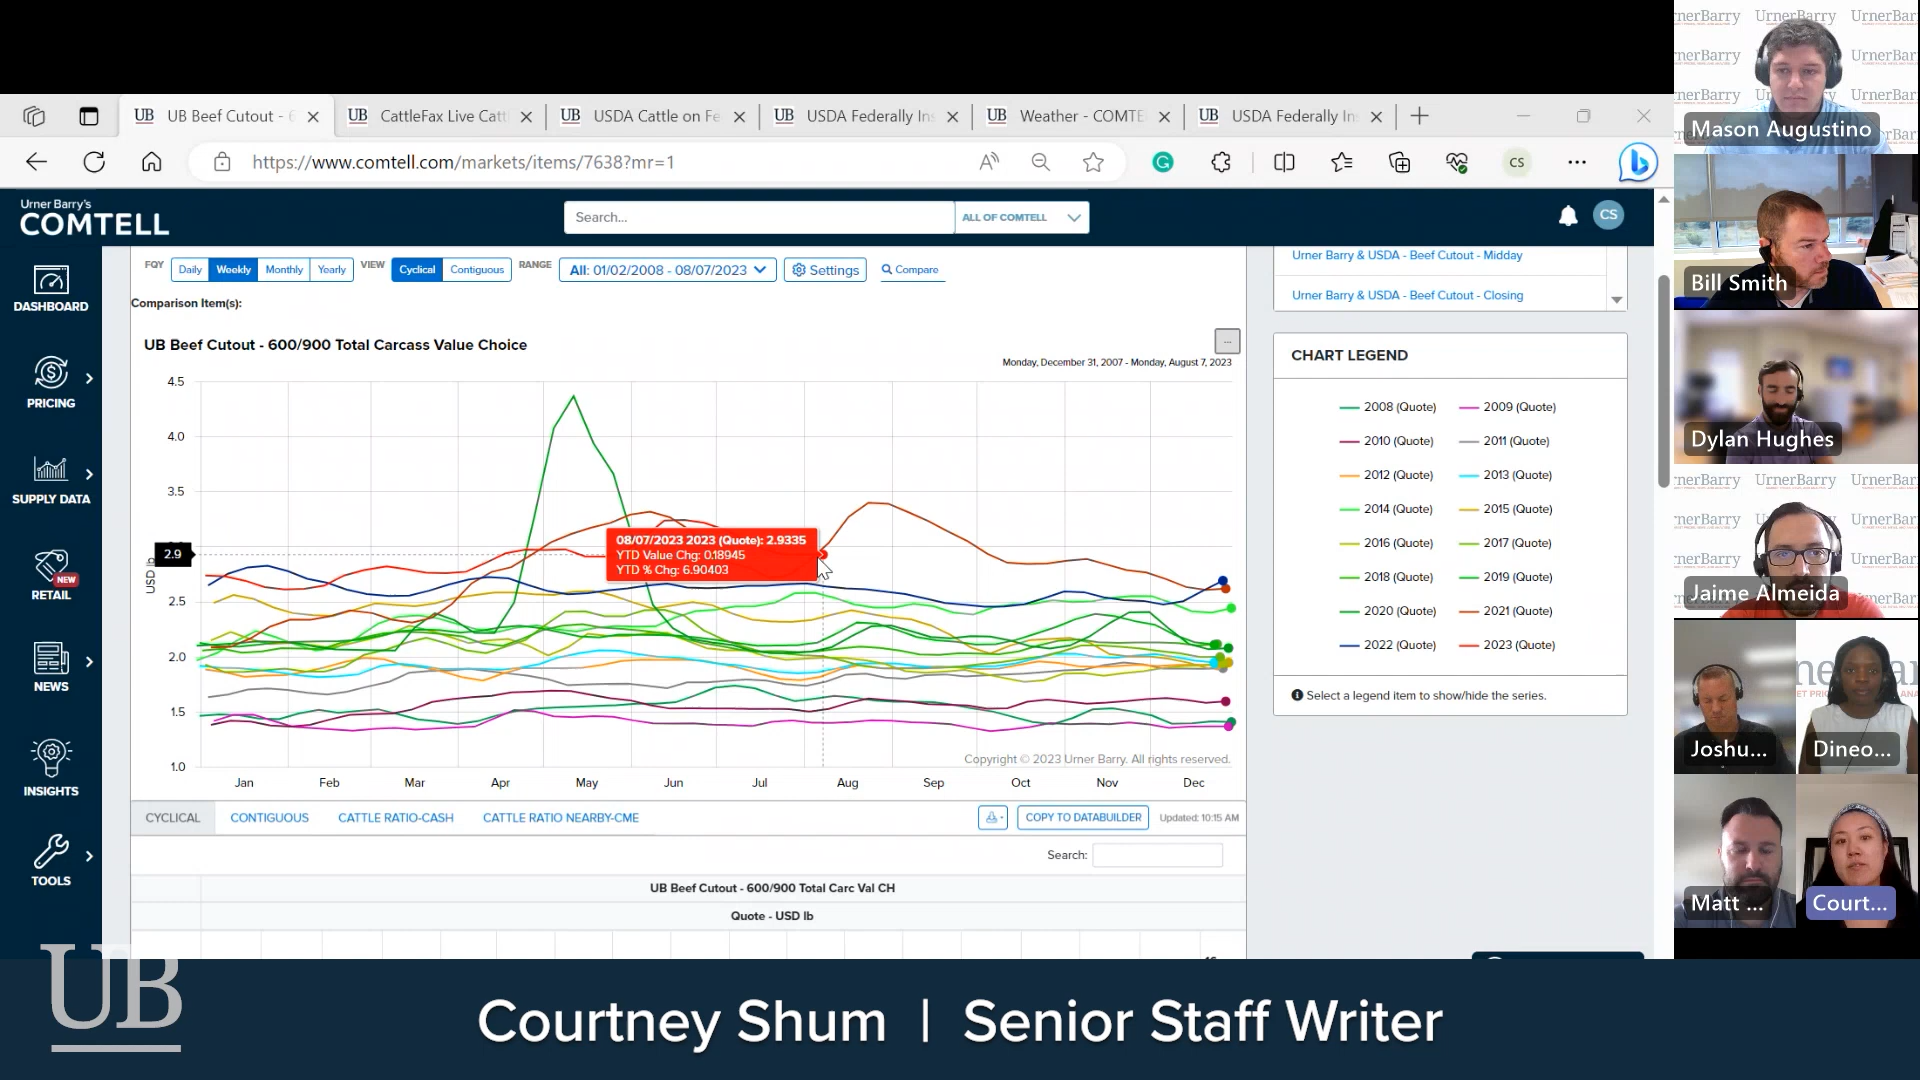 UB Beef Cutout - 6
CattleFax Live Catt
USDA Cattle on Fe
USDA Federally In
Weather - COMTE
USDA Federally In
https://www.comtell.com/markets/items/7638?mr=1
CS
Urner Barry's
COMTELL
Search...
ALL OF COMTELL
CS
DASHBOARD
PRICING
SUPPLY DATA
NEW
RETAIL
NEWS
INSIGHTS
TOOLS
FQY Daily Weekly Monthly Yearly VIEW Cyclical Contiguous RANGE All: 01/02/2008 - 08/07/2023 Settings Compare
Comparison Item(s):
UB Beef Cutout - 600/900 Total Carcass Value Choice
...
Monday, December 31, 2007 - Monday, August 7, 2023
4.5
4.0
3.5
2.9
2.5
2.0
1.5
1.0
USD lb
08/07/2023 2023 (Quote): 2.9335
YTD Value Chg: 0.18945
YTD % Chg: 6.90403
Copyright © 2023 Urner Barry. All rights reserved.
Jan Feb Mar Apr May Jun Jul Aug Sep Oct Nov Dec
CYCLICAL CONTIGUOUS CATTLE RATIO-CASH CATTLE RATIO NEARBY-CME
COPY TO DATABUILDER
Updated: 10:15 AM
Search:
UB Beef Cutout - 600/900 Total Carc Val CH
Quote - USD lb
Urner Barry & USDA - Beef Cutout - Midday
Urner Barry & USDA - Beef Cutout - Closing
CHART LEGEND
2008 (Quote) 2009 (Quote)
2010 (Quote) 2011 (Quote)
2012 (Quote) 2013 (Quote)
2014 (Quote) 2015 (Quote)
2016 (Quote) 2017 (Quote)
2018 (Quote) 2019 (Quote)
2020 (Quote) 2021 (Quote)
2022 (Quote) 2023 (Quote)
Select a legend item to show/hide the series.
UrnerBarry
Mason Augustino
Bill Smith
Dylan Hughes
UrnerBarry
Jaime Almeida
Joshu...
Dineo...
Matt ...
Court...
UB
Courtney Shum | Senior Staff Writer